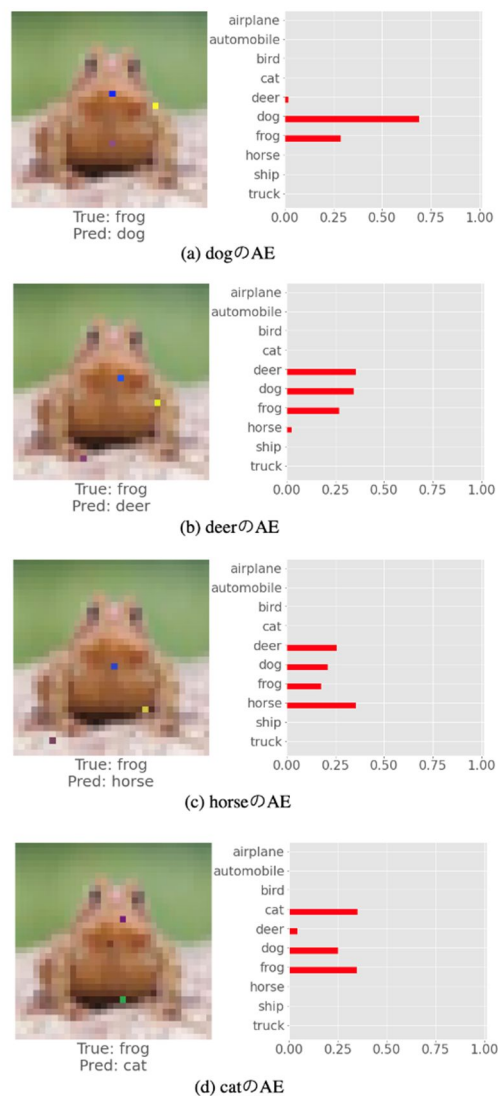 airplane
automobile
bird
cat
deer
dog
frog
horse
ship
truck
0.00 0.25 0.50 0.75 1.00
True: frog
Pred: dog
(a) dogのAE
airplane
automobile
bird
cat
deer
dog
frog
horse
ship
truck
0.00 0.25 0.50 0.75 1.00
True: frog
Pred: deer
(b) deerのAE
airplane
automobile
bird
cat
deer
dog
frog
horse
ship
truck
0.00 0.25 0.50 0.75 1.00
True: frog
Pred: horse
(c) horseのAE
airplane
automobile
bird
cat
deer
dog
frog
horse
ship
truck
0.00 0.25 0.50 0.75 1.00
True: frog
Pred: cat
(d) catのAE